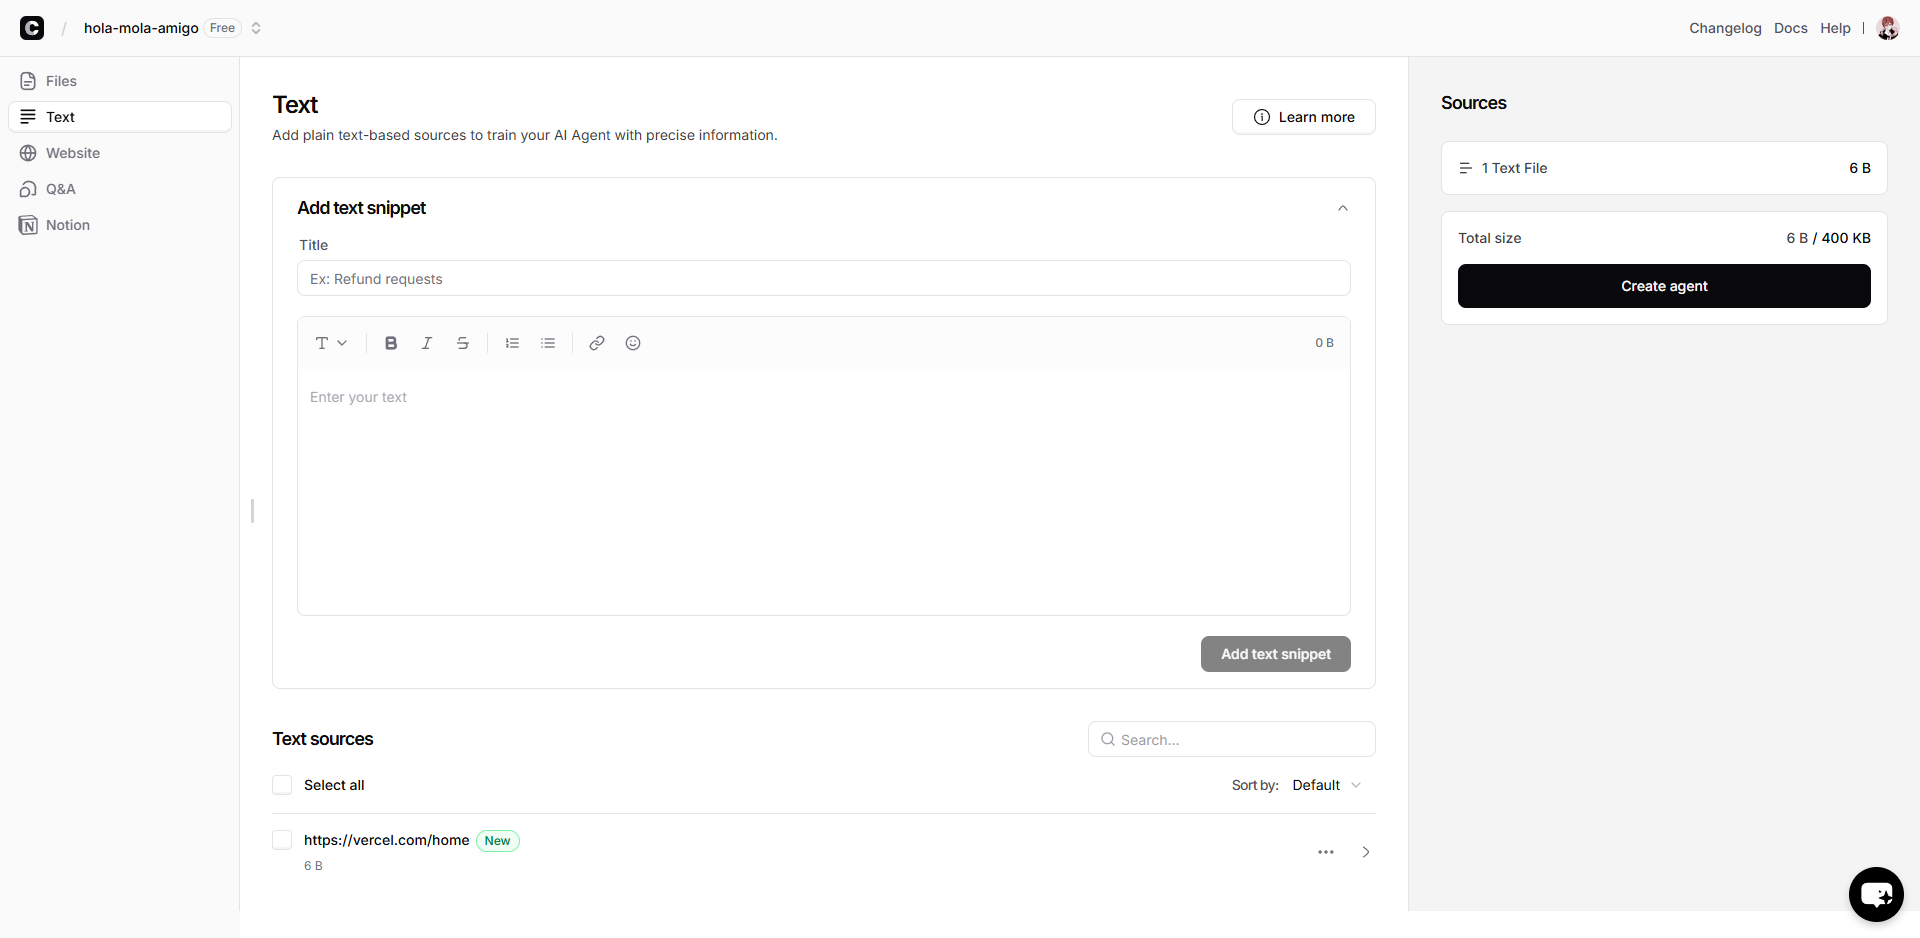 hola-mola-amigo Free
Changelog Docs Help
Files
Text
Website
Q&A
Notion
Text
Add plain text-based sources to train your AI Agent with precise information.
Learn more
Add text snippet
Title
Ex: Refund requests
0 B
Enter your text
Add text snippet
Text sources
Search...
Select all
Sort by: Default
https://vercel.com/home New
6 B
Sources
1 Text File 6 B
Total size 6 B / 400 KB
Create agent